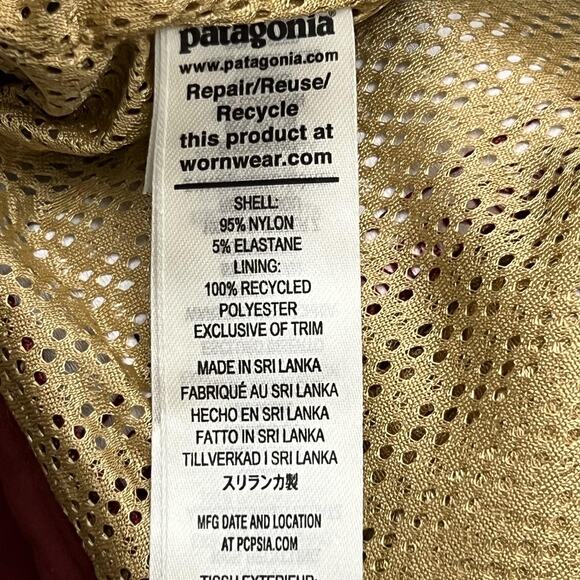 patagonia
www.patagonia.com
Repair/Reuse/
Recycle
this product at
wornwear.com
SHELL:
95% NYLON
5% ELASTANE
LINING:
100% RECYCLED
POLYESTER
EXCLUSIVE OF TRIM
MADE IN SRI LANKA
FABRIQUÉ AU SRI LANKA
HECHO EN SRI LANKA
FATTO IN SRI LANKA
TILLVERKAD I SRI LANKA
スリランカ製
MFG DATE AND LOCATION
AT PCPSIA.COM
TISSU EXTERIEUR: